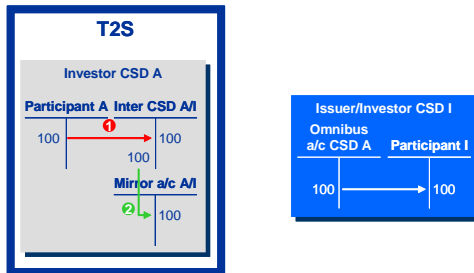 T2S
Investor CSD A
Participant A Inter CSD A/I
1
100 100
100
Mirror a/c A/I
2
100
Issuer/Investor CSD I
Omnibus
a/c CSD A Participant I
100 100